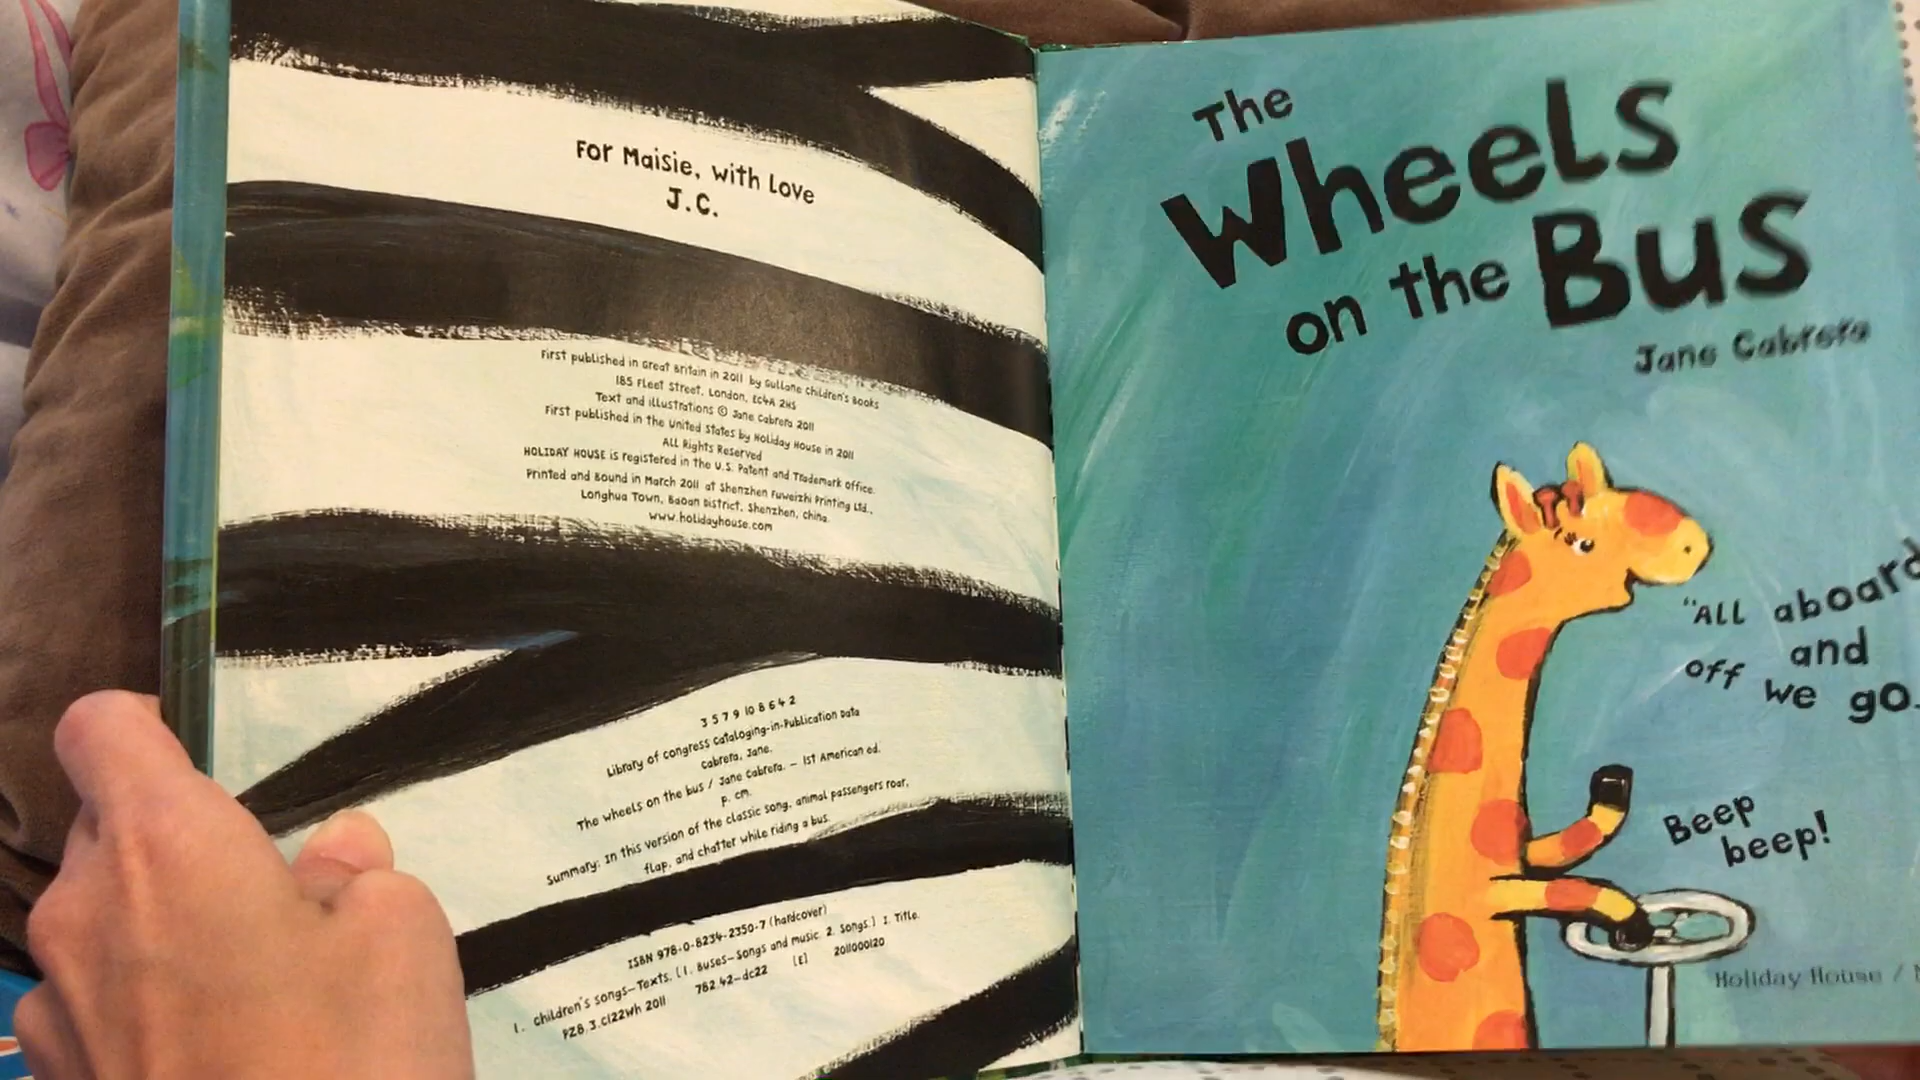 For Maisie, with love
J.C.
First published in Great Britain in 2011 by Gullane Children's Books
185 Fleet Street, London, EC4A 2HS
Text and illustrations © Jane Cabrera 2011
First published in the United States by Holiday House in 2011
All Rights Reserved
HOLIDAY HOUSE is registered in the U.S. Patent and Trademark Office.
Printed and Bound in March 2011 at Shenzhen Fuweizhi Printing Ltd.,
Longhua Town, Baoan District, Shenzhen, China.
www.holidayhouse.com
3 5 7 9 10 8 6 4 2
Library of Congress Cataloging-in-Publication Data
Cabrera, Jane.
The wheels on the bus / Jane Cabrera. — 1st American ed.
p. cm.
Summary: In this version of the classic song, animal passengers roar,
flap, and chatter while riding a bus.
ISBN 978-0-8234-2350-7 (hardcover)
1. Children's songs—Texts. [1. Buses—Songs and music. 2. Songs.] I. Title.
PZ8.3.C122Wh 2011 782.42—dc22 [E] 2011000120
The
Wheels
on the Bus
Jane Cabrera
"All aboard
and
off we go.
Beep
beep!
Holiday House /